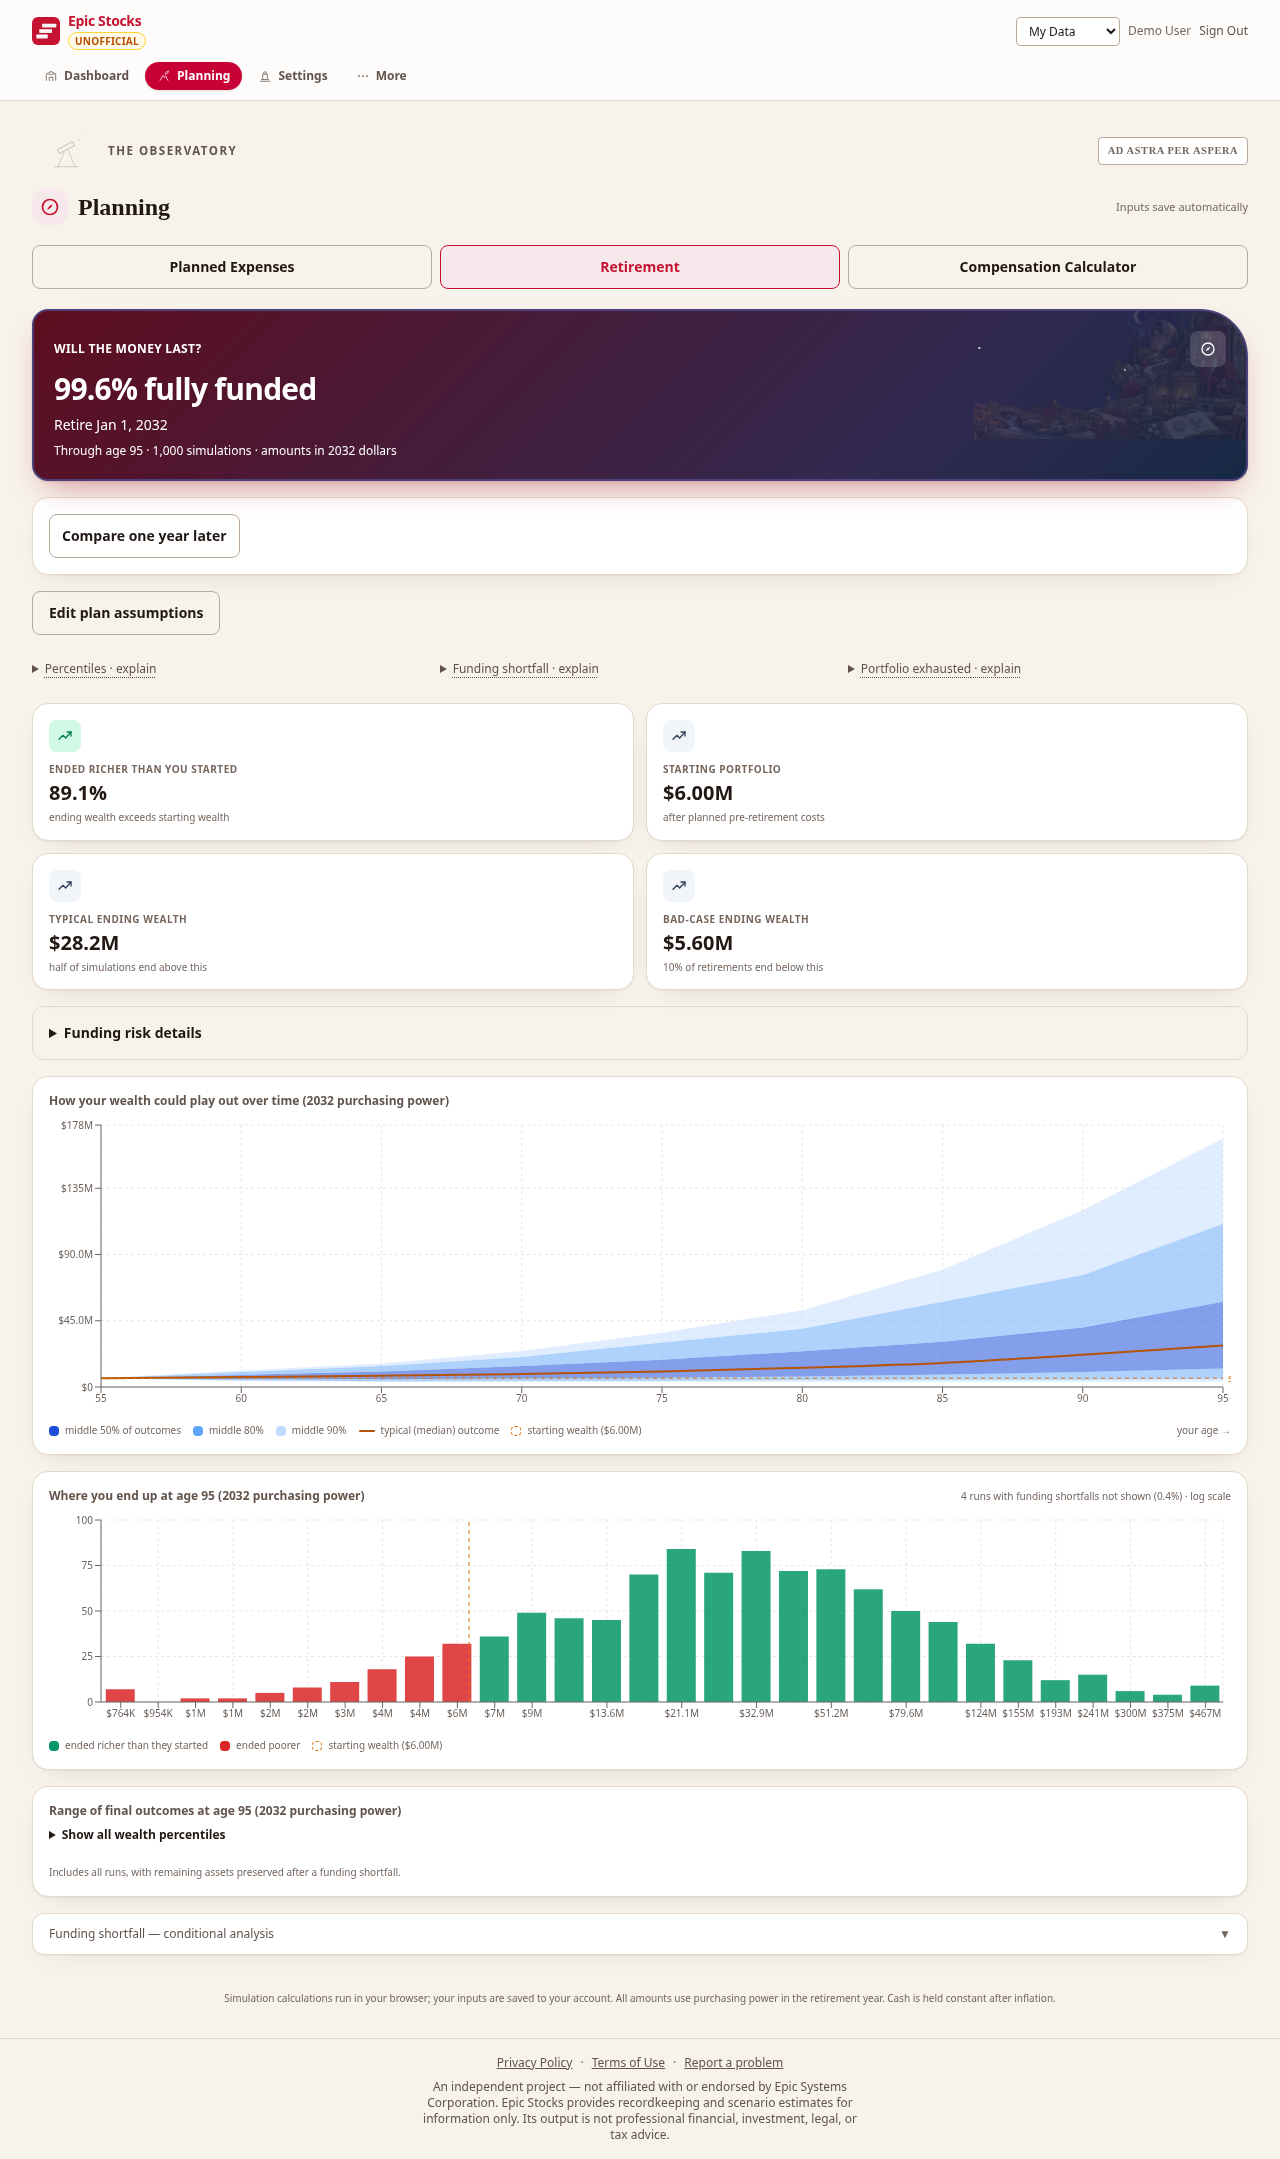 Epic Stocks
UNOFFICIAL
My Data
Demo User
Sign Out
Dashboard
Planning
Settings
More
THE OBSERVATORY
AD ASTRA PER ASPERA
Planning
Inputs save automatically
Planned Expenses
Retirement
Compensation Calculator
WILL THE MONEY LAST?
99.6% fully funded
Retire Jan 1, 2032
Through age 95 · 1,000 simulations · amounts in 2032 dollars
Compare one year later
Edit plan assumptions
Percentiles · explain
Funding shortfall · explain
Portfolio exhausted · explain
ENDED RICHER THAN YOU STARTED
89.1%
ending wealth exceeds starting wealth
STARTING PORTFOLIO
$6.00M
after planned pre-retirement costs
TYPICAL ENDING WEALTH
$28.2M
half of simulations end above this
BAD-CASE ENDING WEALTH
$5.60M
10% of retirements end below this
Funding risk details
How your wealth could play out over time (2032 purchasing power)
$178M
$135M
$90.0M
$45.0M
$0
55 60 65 70 75 80 85 90 95
middle 50% of outcomes middle 80% middle 90% typical (median) outcome starting wealth ($6.00M)
your age →
Where you end up at age 95 (2032 purchasing power)
4 runs with funding shortfalls not shown (0.4%) · log scale
100
75
50
25
0
$764K $954K $1M $1M $2M $2M $3M $4M $4M $6M $7M $9M $13.6M $21.1M $32.9M $51.2M $79.6M $124M $155M $193M $241M $300M $375M $467M
ended richer than they started ended poorer starting wealth ($6.00M)
Range of final outcomes at age 95 (2032 purchasing power)
Show all wealth percentiles
Includes all runs, with remaining assets preserved after a funding shortfall.
Funding shortfall — conditional analysis
Simulation calculations run in your browser; your inputs are saved to your account. All amounts use purchasing power in the retirement year. Cash is held constant after inflation.
Privacy Policy · Terms of Use · Report a problem
An independent project — not affiliated with or endorsed by Epic Systems
Corporation. Epic Stocks provides recordkeeping and scenario estimates for
information only. Its output is not professional financial, investment, legal, or
tax advice.